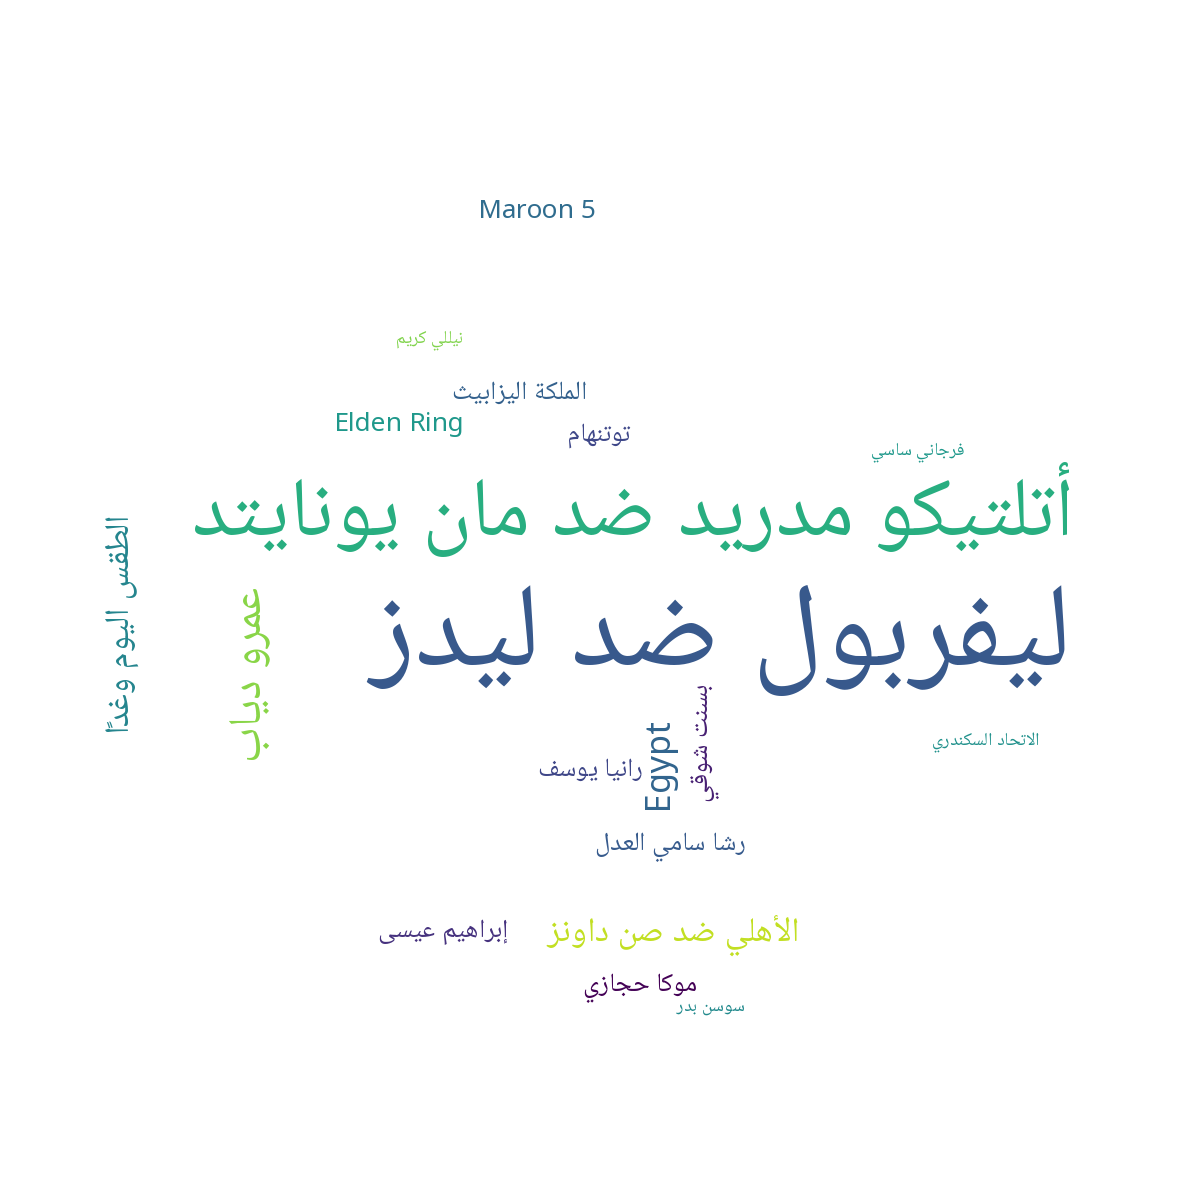 Maroon 5
نيللي كريم
الملكة اليزابيث
Elden Ring
توتنهام
فرجاني ساسي
أتلتيكو مدريد ضد مان يونايتد
الطقس اليوم وغدًا
عمرو دياب
ليفربول ضد ليدز
بسنت شوقي
Egypt
الاتحاد السكندري
رانيا يوسف
رشا سامي العدل
الأهلي ضد صن داونز
إبراهيم عيسى
موكا حجازي
سوسن بدر